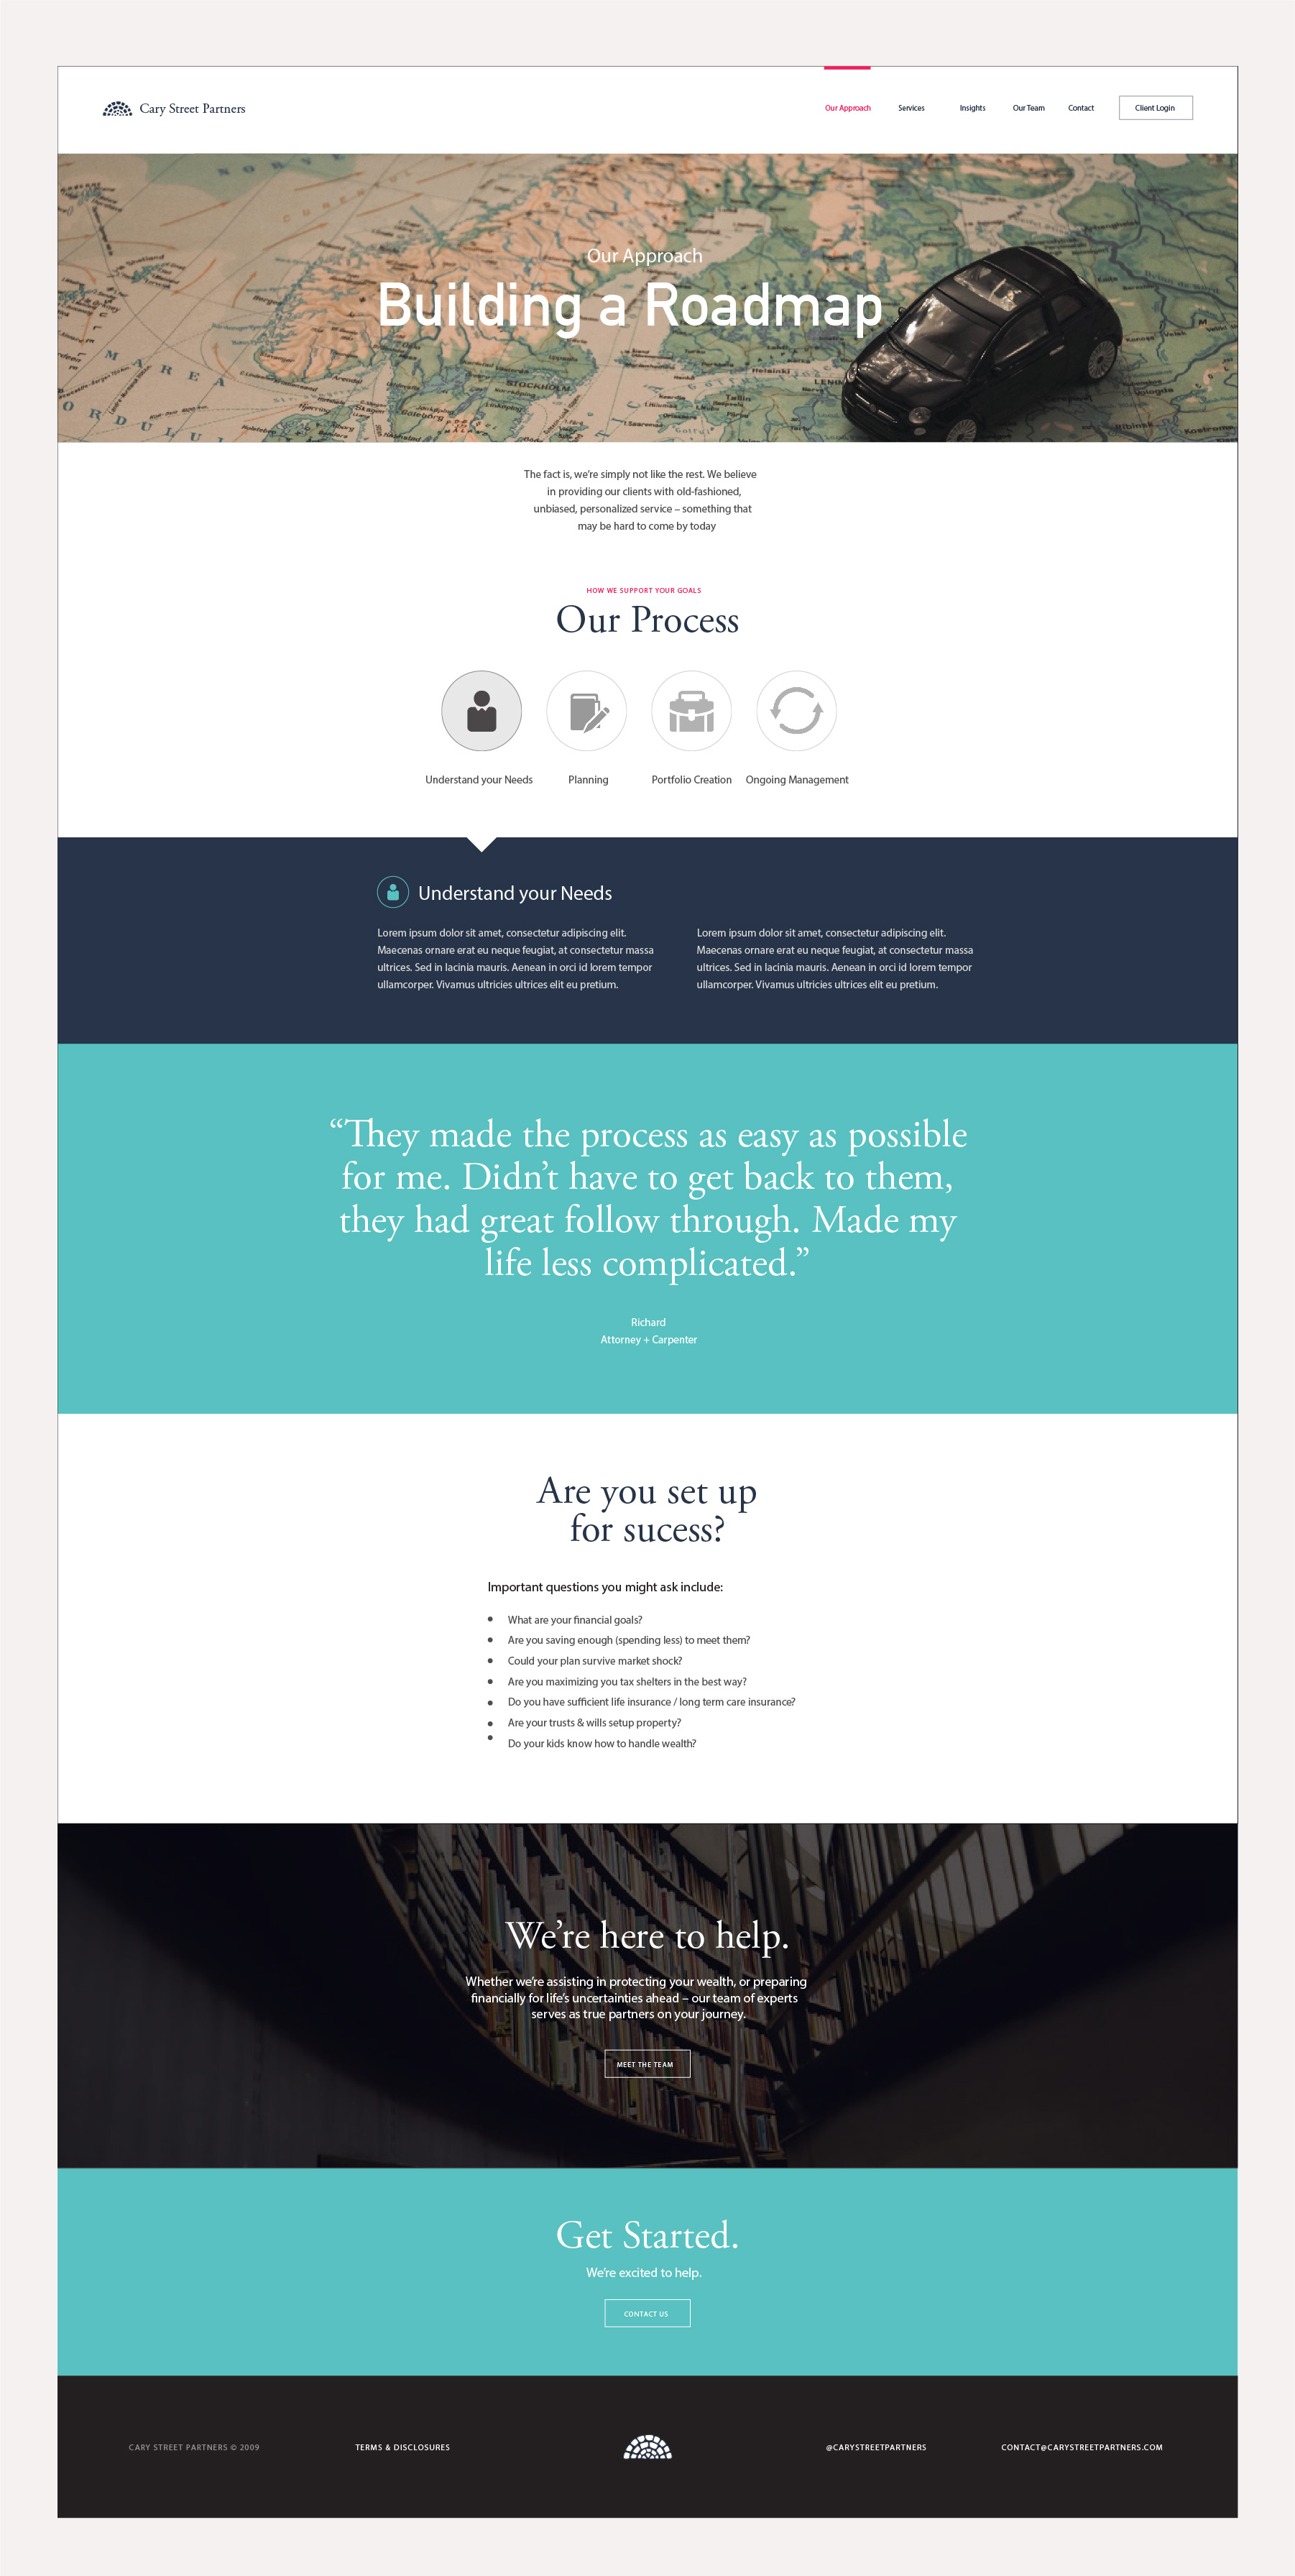 Cary Street Partners
Our Approach
Services
Insights
Our Team
Contact
Client Login
Our Approach
Building a Roadmap
STOCKHOLM
Helsinki
Tallin
The fact is, we're simply not like the rest. We believe
in providing our clients with old-fashioned,
unbiased, personalized service – something that
may be hard to come by today
HOW WE SUPPORT YOUR GOALS
Our Process
Understand your Needs
Planning
Portfolio Creation
Ongoing Management
Understand your Needs
Lorem ipsum dolor sit amet, consectetur adipiscing elit.
Maecenas ornare erat eu neque feugiat, at consectetur massa
ultrices. Sed in lacinia mauris. Aenean in orci id lorem tempor
ullamcorper. Vivamus ultricies ultrices elit eu pretium.
Lorem ipsum dolor sit amet, consectetur adipiscing elit.
Maecenas ornare erat eu neque feugiat, at consectetur massa
ultrices. Sed in lacinia mauris. Aenean in orci id lorem tempor
ullamcorper. Vivamus ultricies ultrices elit eu pretium.
“They made the process as easy as possible
for me. Didn’t have to get back to them,
they had great follow through. Made my
life less complicated.”
Richard
Attorney + Carpenter
Are you set up
for sucess?
Important questions you might ask include:
• What are your financial goals?
• Are you saving enough (spending less) to meet them?
• Could your plan survive market shock?
• Are you maximizing you tax shelters in the best way?
• Do you have sufficient life insurance / long term care insurance?
• Are your trusts & wills setup property?
• Do your kids know how to handle wealth?
We’re here to help.
Whether we’re assisting in protecting your wealth, or preparing
financially for life’s uncertainties ahead – our team of experts
serves as true partners on your journey.
MEET THE TEAM
Get Started.
We’re excited to help.
CONTACT US
CARY STREET PARTNERS © 2009
TERMS & DISCLOSURES
@CARYSTREETPARTNERS
CONTACT@CARYSTREETPARTNERS.COM